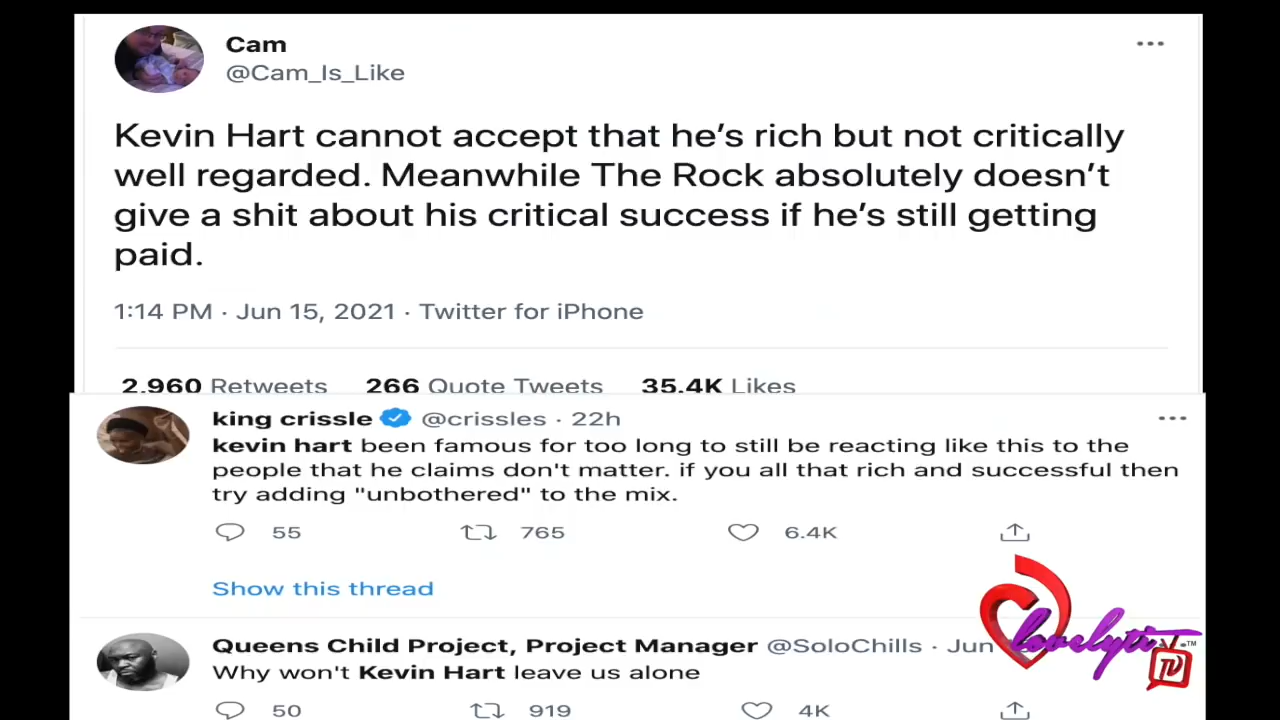 Cam
@Cam_Is_Like
Kevin Hart cannot accept that he's rich but not critically
well regarded. Meanwhile The Rock absolutely doesn't
give a shit about his critical success if he's still getting
paid.
1:14 PM · Jun 15, 2021 · Twitter for iPhone
2,960 Retweets 266 Quote Tweets 35.4K Likes
king crissle @crissles · 22h
kevin hart been famous for too long to still be reacting like this to the
people that he claims don't matter. if you all that rich and successful then
try adding "unbothered" to the mix.
55 765 6.4K
Show this thread
Queens Child Project, Project Manager @SoloChills · Jun
lovelyti TV
Why won't Kevin Hart leave us alone
50 919 4K